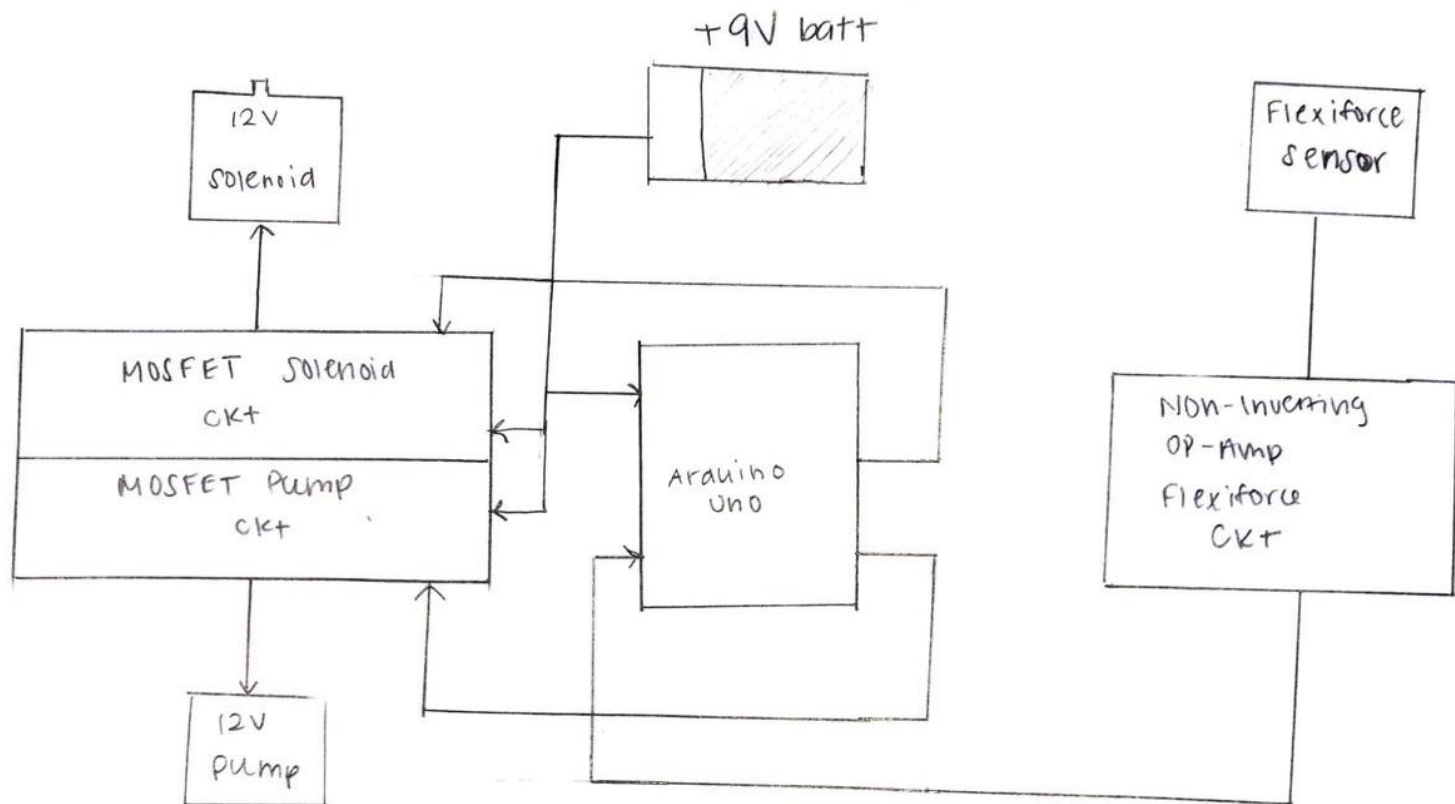 +9V batt
12V
Solenoid
Flexiforce
Sensor
MOSFET Solenoid
CKT
MOSFET Pump
CKT
Arduino
Uno
Non-Inverting
OP-Amp
Flexiforce
CKT
12V
Pump